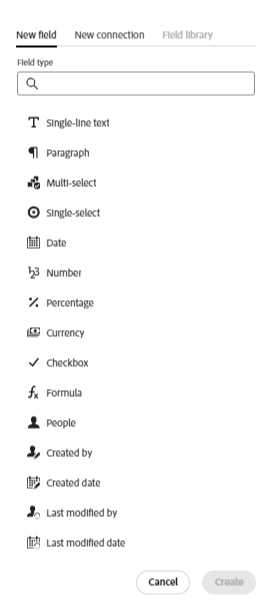 New field New connection Field library
Field type
Single-line text
Paragraph
Multi-select
Single-select
Date
Number
Percentage
Currency
Checkbox
Formula
People
Created by
Created date
Last modified by
Last modified date
Cancel Create